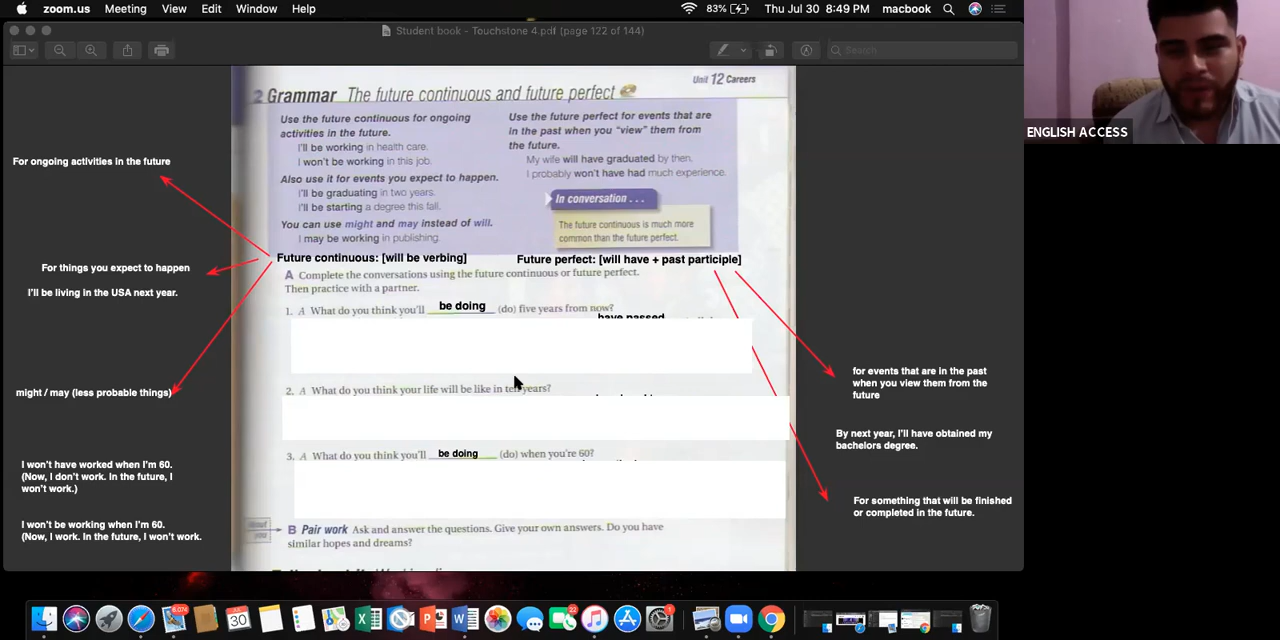 zoom.us Meeting View Edit Window Help 83% Thu Jul 30 8:49 PM macbook
Student book - Touchstone 4.pdf (page 122 of 144)
Search
ENGLISH ACCESS
Unit 12 Careers
2 Grammar The future continuous and future perfect
Use the future continuous for ongoing
activities in the future.
I'll be working in health care.
I won't be working in this job.
Also use it for events you expect to happen.
I'll be graduating in two years.
I'll be starting a degree this fall.
You can use might and may instead of will.
I may be working in publishing.
Use the future perfect for events that are
in the past when you "view" them from
the future.
My wife will have graduated by then.
I probably won't have had much experience.
In conversation . . .
The future continuous is much more
common than the future perfect.
Future continuous: [will be verbing]
Future perfect: [will have + past participle]
A Complete the conversations using the future continuous or future perfect.
Then practice with a partner.
1. A What do you think you'll be doing (do) five years from now?
have passed
2. A What do you think your life will be like in ten years?
3. A What do you think you'll be doing (do) when you're 60?
B Pair work Ask and answer the questions. Give your own answers. Do you have
similar hopes and dreams?
For ongoing activities in the future
For things you expect to happen
I'll be living in the USA next year.
might / may (less probable things)
I won't have worked when I'm 60.
(Now, I don't work. In the future, I
won't work.)
I won't be working when I'm 60.
(Now, I work. In the future, I won't work.
for events that are in the past
when you view them from the
future
By next year, I'll have obtained my
bachelors degree.
For something that will be finished
or completed in the future.